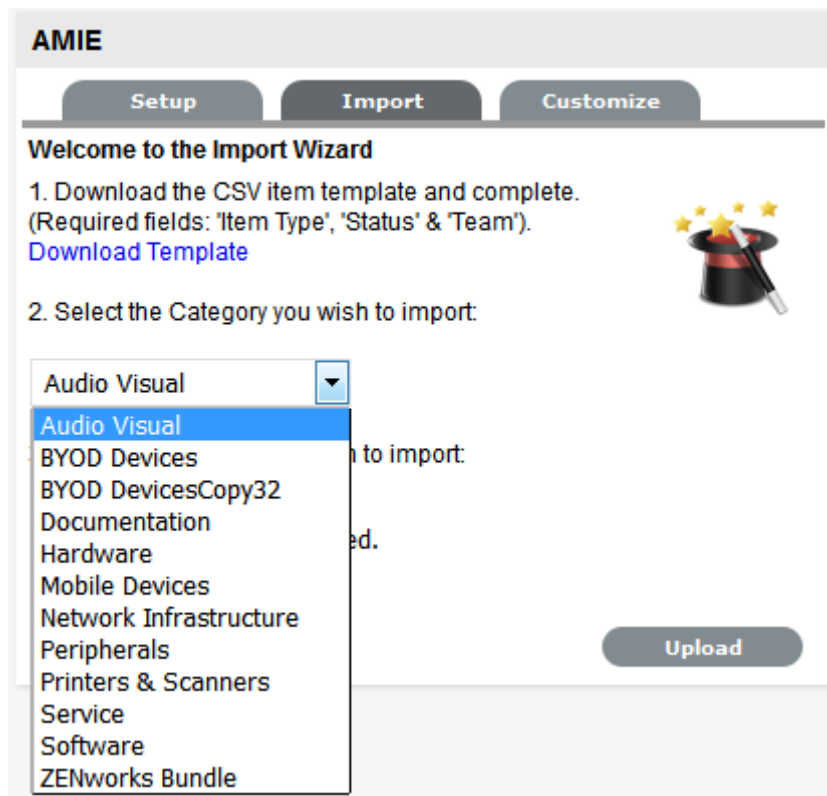 AMIE
Setup Import Customize
Welcome to the Import Wizard
1. Download the CSV item template and complete.
(Required fields: 'Item Type', 'Status' & 'Team').
Download Template
2. Select the Category you wish to import:
Audio Visual
Audio Visual
BYOD Devices to import:
BYOD DevicesCopy32
Documentation
Hardware ed.
Mobile Devices
Network Infrastructure
Peripherals
Printers & Scanners
Service
Software
ZENworks Bundle
Upload